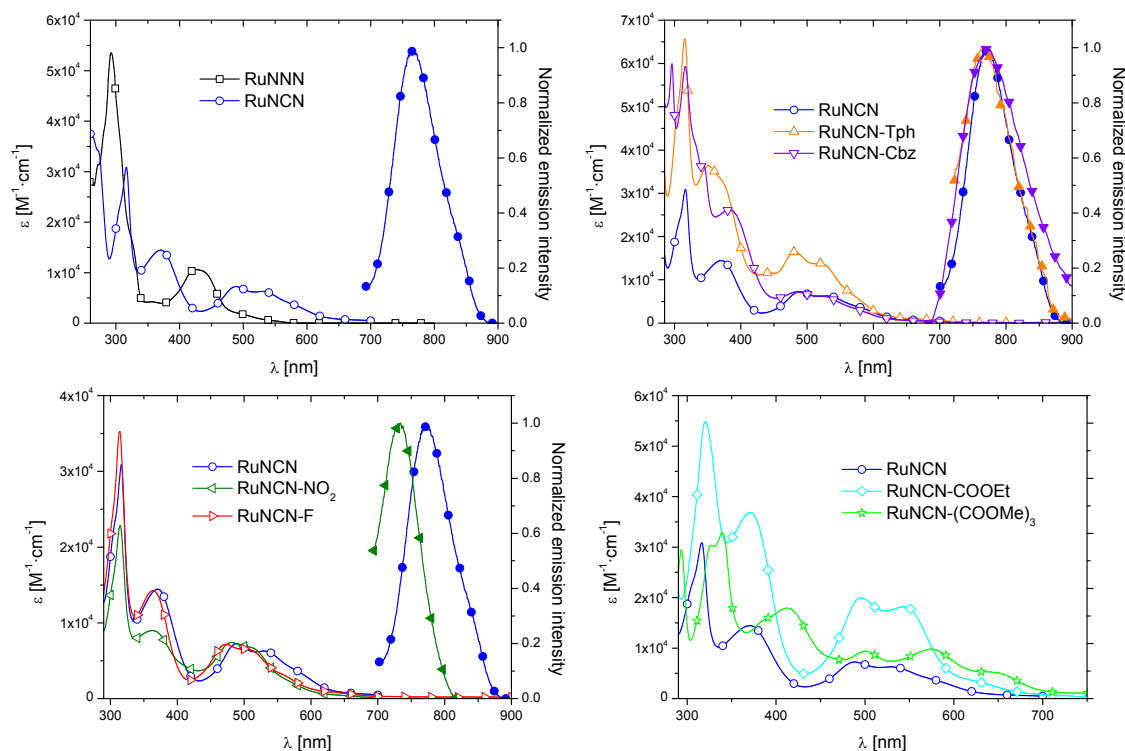 6x10⁴
5x10⁴
4x10⁴
3x10⁴
2x10⁴
1x10⁴
0
ε [M⁻¹·cm⁻¹]
RuNNN
RuNCN
1.0
0.8
0.6
0.4
0.2
0.0
Normalized emission intensity
300 400 500 600 700 800 900
λ [nm]
7x10⁴
6x10⁴
5x10⁴
4x10⁴
3x10⁴
2x10⁴
1x10⁴
0
ε [M⁻¹·cm⁻¹]
RuNCN
RuNCN-Tph
RuNCN-Cbz
1.0
0.8
0.6
0.4
0.2
0.0
Normalized emission intensity
300 400 500 600 700 800 900
λ [nm]
4x10⁴
3x10⁴
2x10⁴
1x10⁴
0
ε [M⁻¹·cm⁻¹]
RuNCN
RuNCN-NO₂
RuNCN-F
1.0
0.8
0.6
0.4
0.2
0.0
Normalized emission intensity
300 400 500 600 700 800 900
λ [nm]
6x10⁴
5x10⁴
4x10⁴
3x10⁴
2x10⁴
1x10⁴
0
ε [M⁻¹·cm⁻¹]
RuNCN
RuNCN-COOEt
RuNCN-(COOMe)₃
300 400 500 600 700
λ [nm]